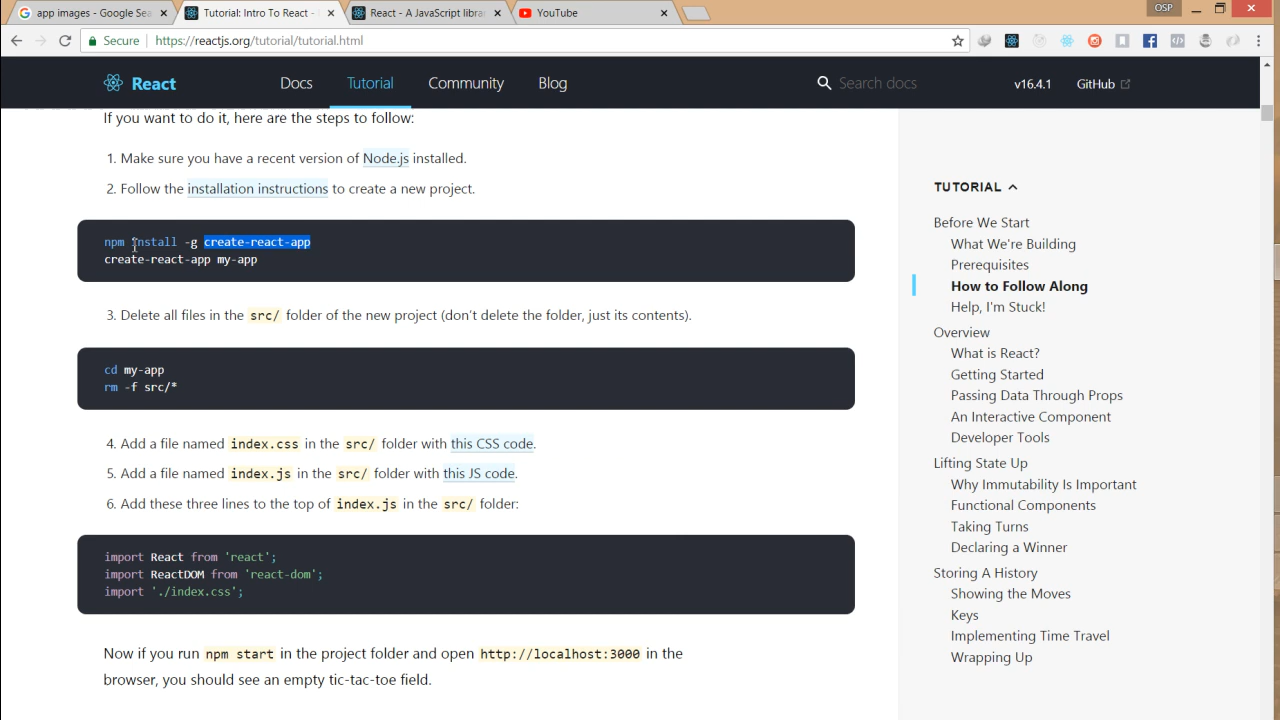 app images - Google Sea
Tutorial: Intro To React -
React - A JavaScript libra
YouTube
OSP
Secure
https://reactjs.org/tutorial/tutorial.html
React
Docs
Tutorial
Community
Blog
Search docs
v16.4.1
GitHub
If you want to do it, here are the steps to follow:
1. Make sure you have a recent version of Node.js installed.
2. Follow the installation instructions to create a new project.
npm install -g create-react-app
create-react-app my-app
3. Delete all files in the src/ folder of the new project (don’t delete the folder, just its contents).
cd my-app
rm -f src/*
4. Add a file named index.css in the src/ folder with this CSS code.
5. Add a file named index.js in the src/ folder with this JS code.
6. Add these three lines to the top of index.js in the src/ folder:
import React from 'react';
import ReactDOM from 'react-dom';
import './index.css';
Now if you run npm start in the project folder and open http://localhost:3000 in the
browser, you should see an empty tic-tac-toe field.
TUTORIAL
Before We Start
What We're Building
Prerequisites
How to Follow Along
Help, I'm Stuck!
Overview
What is React?
Getting Started
Passing Data Through Props
An Interactive Component
Developer Tools
Lifting State Up
Why Immutability Is Important
Functional Components
Taking Turns
Declaring a Winner
Storing A History
Showing the Moves
Keys
Implementing Time Travel
Wrapping Up